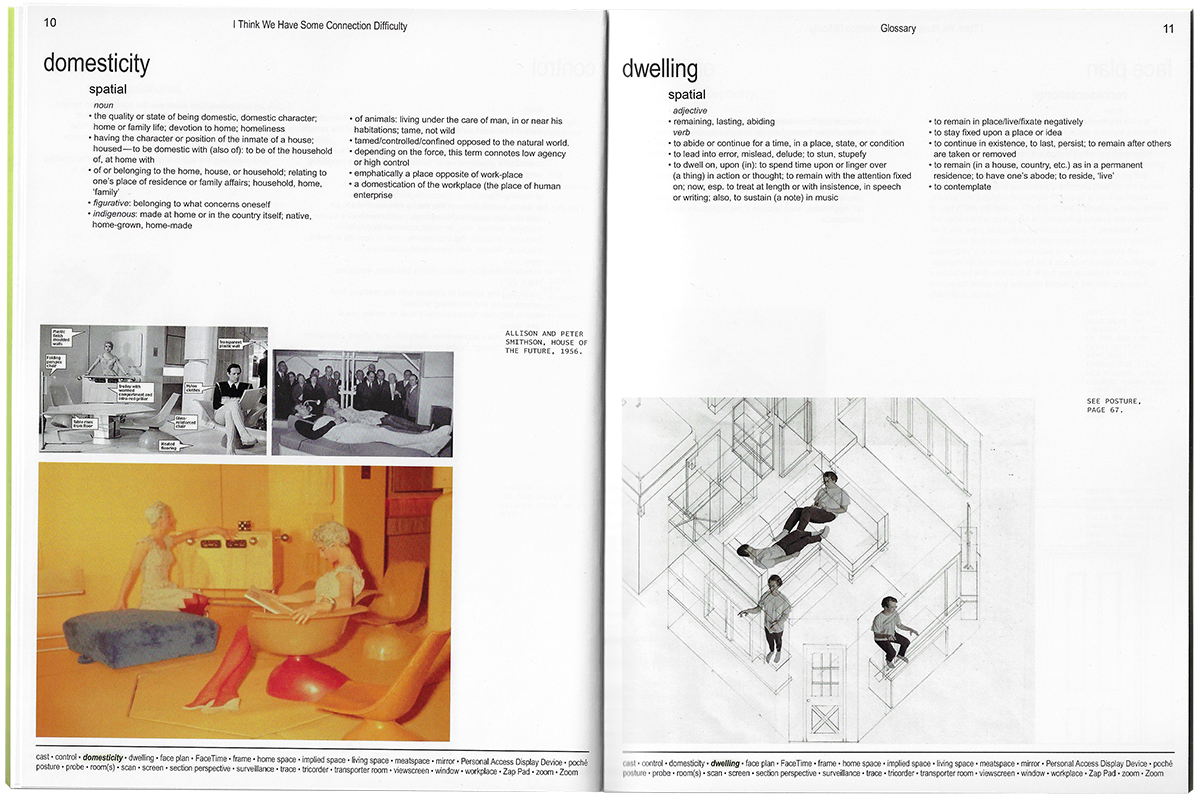 10
I Think We Have Some Connection Difficulty
domesticity
spatial
noun
• the quality or state of being domestic, domestic character;
home or family life; devotion to home; homeliness
• having the character or position of the inmate of a house;
housed—to be domestic with (also of): to be of the household
of, at home with
• of or belonging to the home, house, or household; relating to
one's place of residence or family affairs; household, home,
'family'
• figurative: belonging to what concerns oneself
• indigenous: made at home or in the country itself; native,
home-grown, home-made
• of animals: living under the care of man, in or near his
habitations; tame, not wild
• tamed/controlled/confined opposed to the natural world.
• depending on the force, this term connotes low agency
or high control
• emphatically a place opposite of work-place
• a domestication of the workplace (the place of human
enterprise
ALLISON AND PETER
SMITHSON, HOUSE OF
THE FUTURE, 1956.
Plastic
moulded
walls
Folding
chair
Trolley with
compartment and
Table rises
from floor
Transparent
plastic wall
Nylon
clothes
Glass-
reinforced
chair
Heated
flooring
cast • control • domesticity • dwelling • face plan • FaceTime • frame • home space • implied space • living space • meatspace • mirror • Personal Access Display Device • poché
posture • probe • room(s) • scan • screen • section perspective • surveillance • trace • tricorder • transporter room • viewscreen • window • workplace • Zap Pad • zoom • Zoom
Glossary
11
dwelling
spatial
adjective
• remaining, lasting, abiding
verb
• to abide or continue for a time, in a place, state, or condition
• to lead into error, mislead, delude; to stun, stupefy
• to dwell on, upon (in): to spend time upon or linger over
(a thing) in action or thought; to remain with the attention fixed
on; now, esp. to treat at length or with insistence, in speech
or writing; also, to sustain (a note) in music
• to remain in place/live/fixate negatively
• to stay fixed upon a place or idea
• to continue in existence, to last, persist; to remain after others
are taken or removed
• to remain (in a house, country, etc.) as in a permanent
residence; to have one's abode; to reside, 'live'
• to contemplate
SEE POSTURE,
PAGE 67.
cast • control • domesticity • dwelling • face plan • FaceTime • frame • home space • implied space • living space • meatspace • mirror • Personal Access Display Device • poché
posture • probe • room(s) • scan • screen • section perspective • surveillance • trace • tricorder • transporter room • viewscreen • window • workplace • Zap Pad • zoom • Zoom